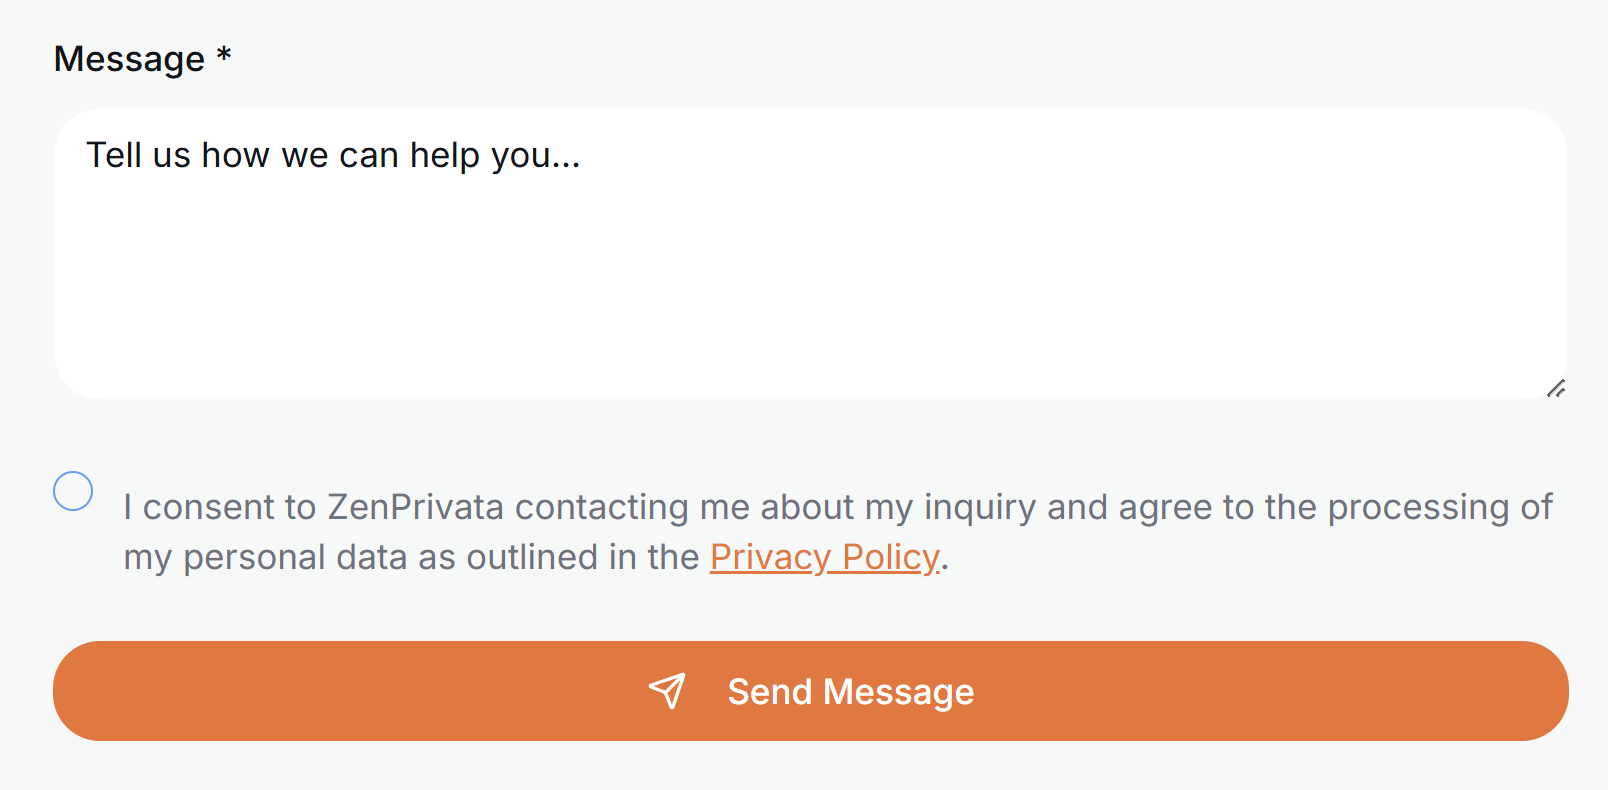 Message *
Tell us how we can help you...
I consent to ZenPrivata contacting me about my inquiry and agree to the processing of
my personal data as outlined in the Privacy Policy.
Send Message